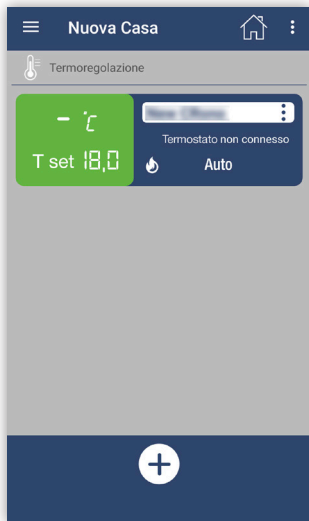 Nuova Casa
Termoregolazione
- °C
Termostato non connesso
T set 18,0
Auto